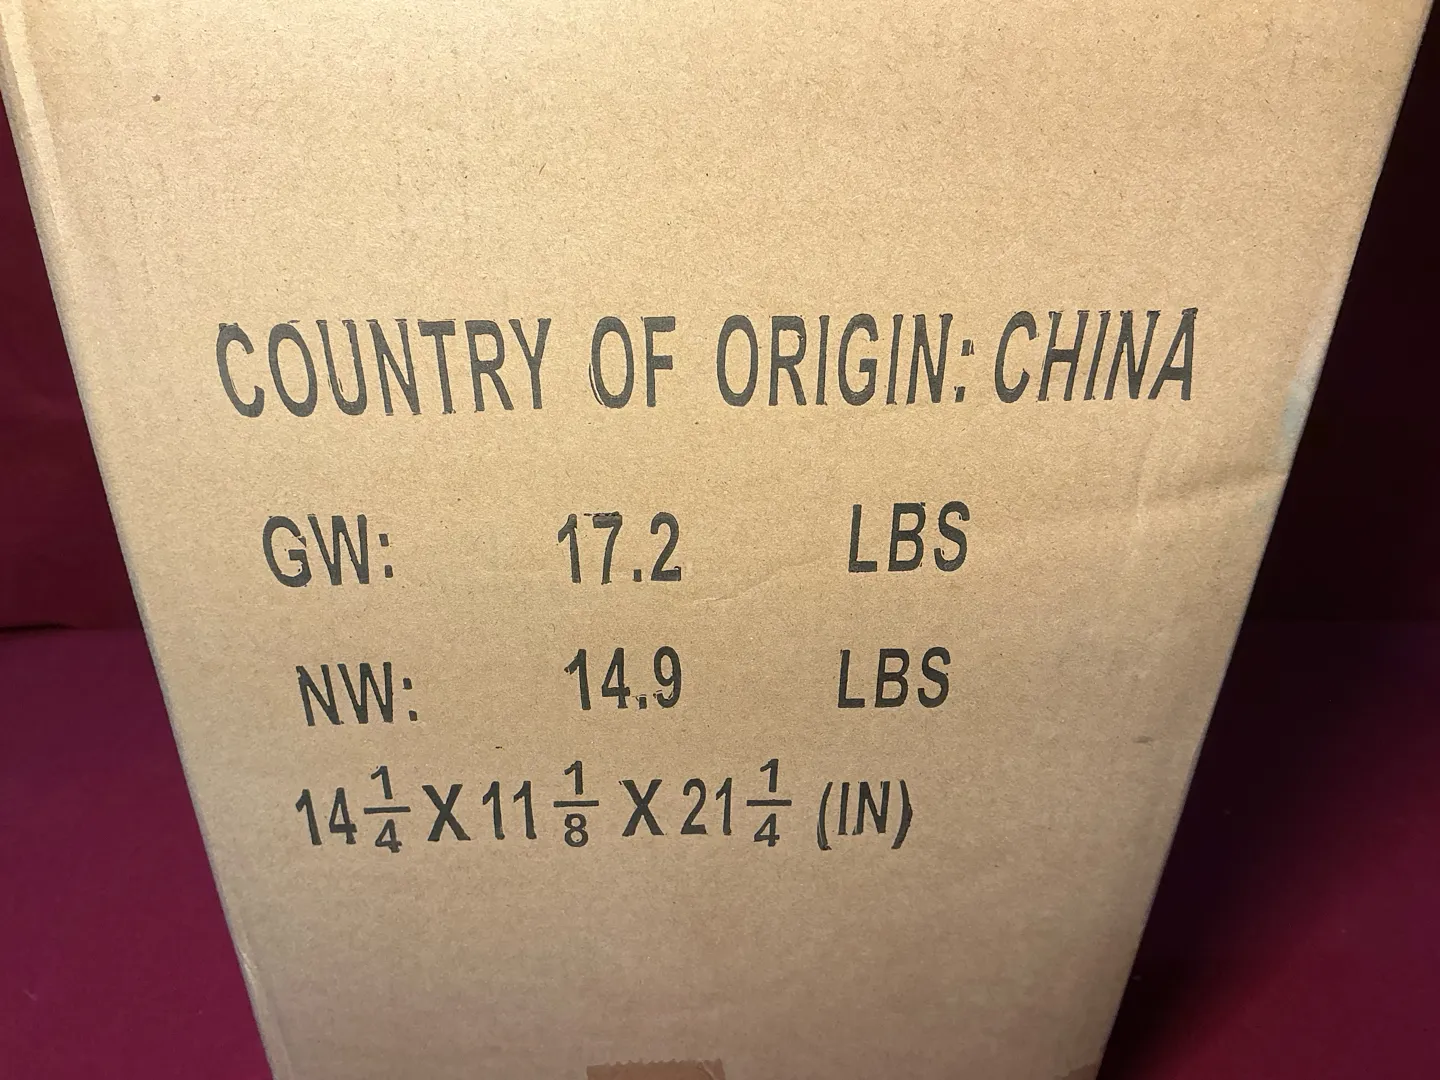 COUNTRY OF ORIGIN: CHINA
GW: 17.2 LBS
NW: 14.9 LBS
14 1/4 X 11 1/8 X 21 1/4 (IN)